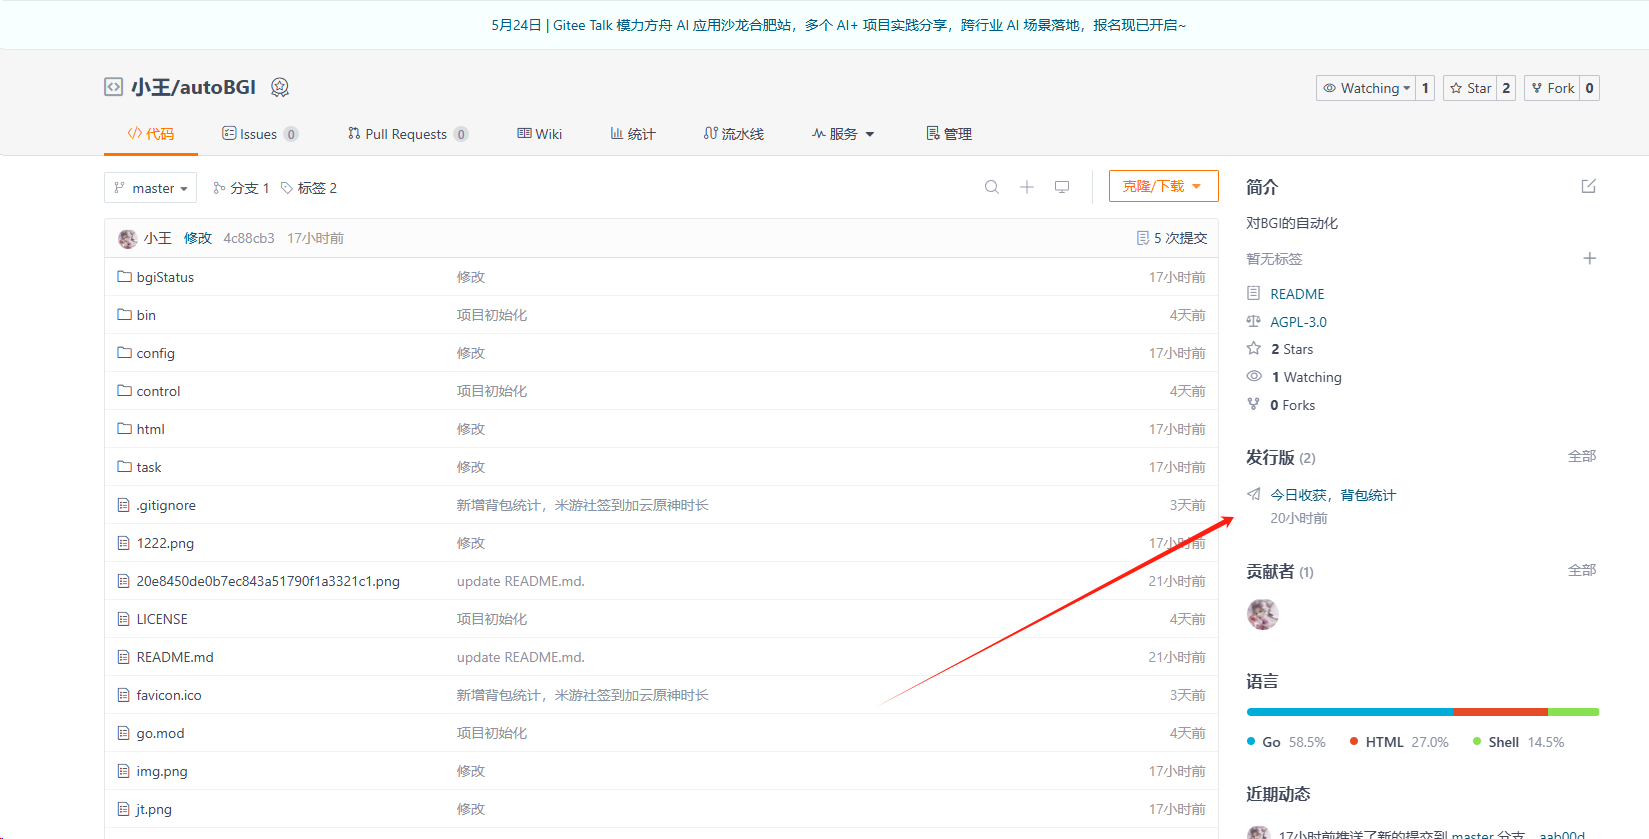 5月24日 | Gitee Talk 模力方舟 AI 应用沙龙合肥站，多个 AI+ 项目实践分享，跨行业 AI 场景落地，报名现已开启~
小王/autoBGI
Watching 1 Star 2 Fork 0
代码 Issues 0 Pull Requests 0 Wiki 统计 流水线 服务 管理
master 分支 1 标签 2 克隆/下载
小王 修改 4c88cb3 17小时前 5 次提交
bgiStatus 修改 17小时前
bin 项目初始化 4天前
config 修改 17小时前
control 项目初始化 4天前
html 修改 17小时前
task 修改 17小时前
.gitignore 新增背包统计，米游社签到加云原神时长 3天前
1222.png 修改 17小时前
20e8450de0b7ec843a51790f1a3321c1.png update README.md. 21小时前
LICENSE 项目初始化 4天前
README.md update README.md. 21小时前
favicon.ico 新增背包统计，米游社签到加云原神时长 3天前
go.mod 项目初始化 4天前
img.png 修改 17小时前
jt.png 修改 17小时前
简介
对BGI的自动化
暂无标签
README
AGPL-3.0
2 Stars
1 Watching
0 Forks
发行版 (2) 全部
今日收获，背包统计
20小时前
贡献者 (1) 全部
语言
Go 58.5% HTML 27.0% Shell 14.5%
近期动态
17小时前推送了新的提交到 master 分支，aab00d